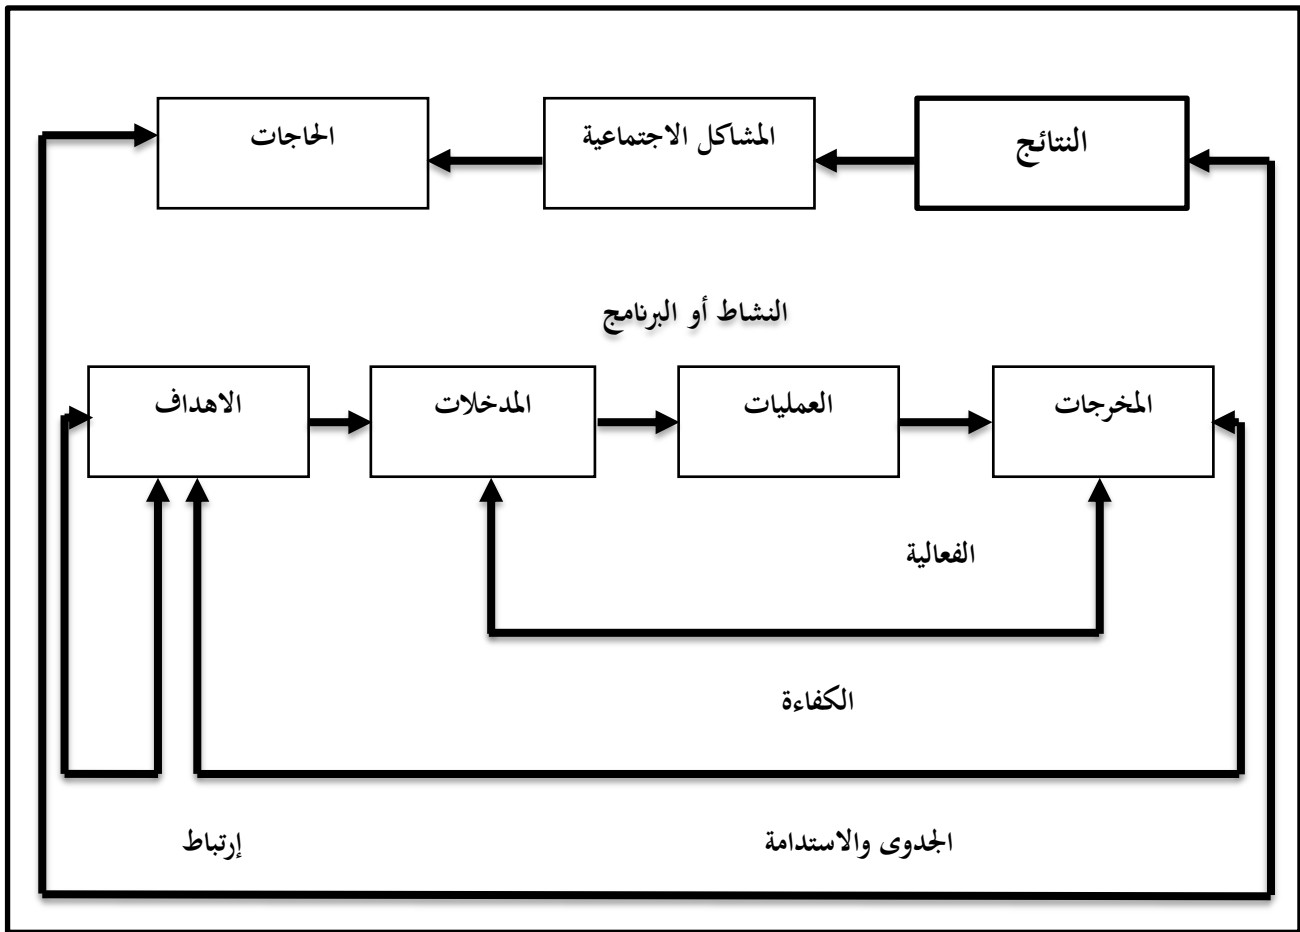 النتائج
المشاكل الاجتماعية
الحاجات
النشاط أو البرنامج
المخرجات
العمليات
المدخلات
الاهداف
الفعالية
الكفاءة
الجدوى والاستدامة
إرتباط